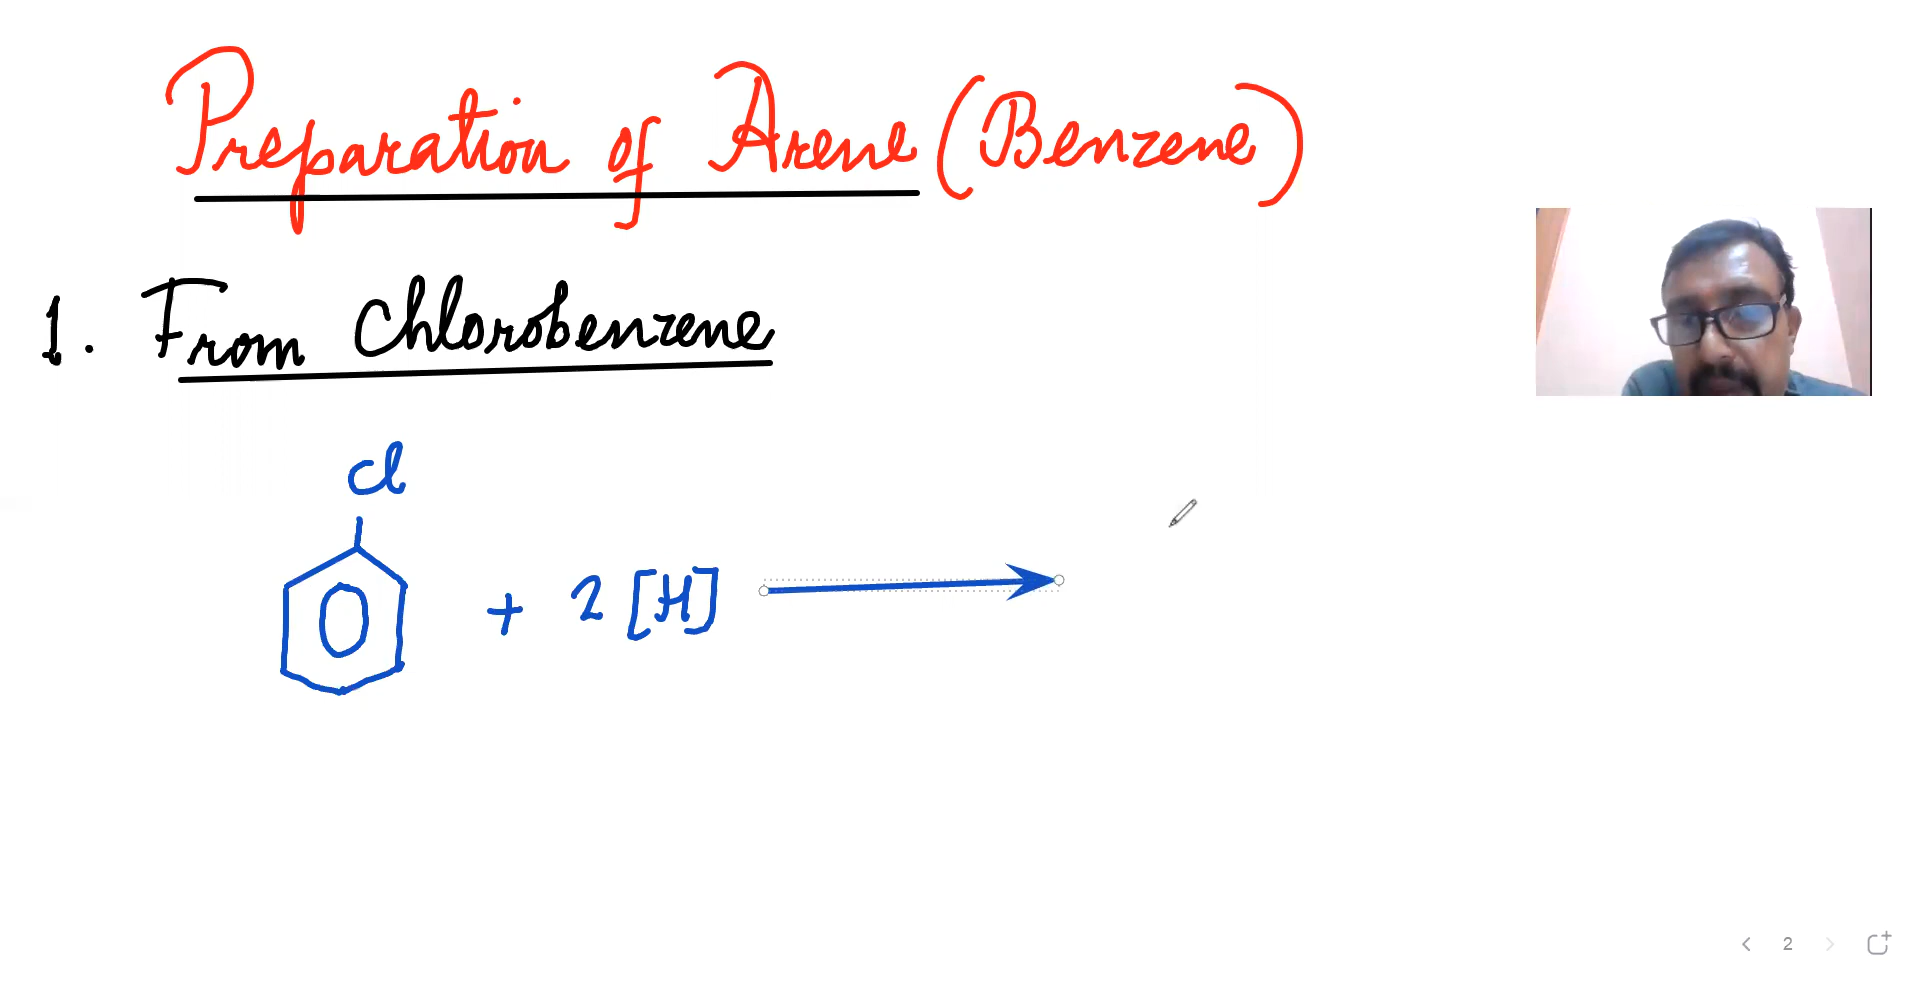 Preparation of Arene (Benzene)
1. From Chlorobenzene
Cl
+ 2 [H]
2